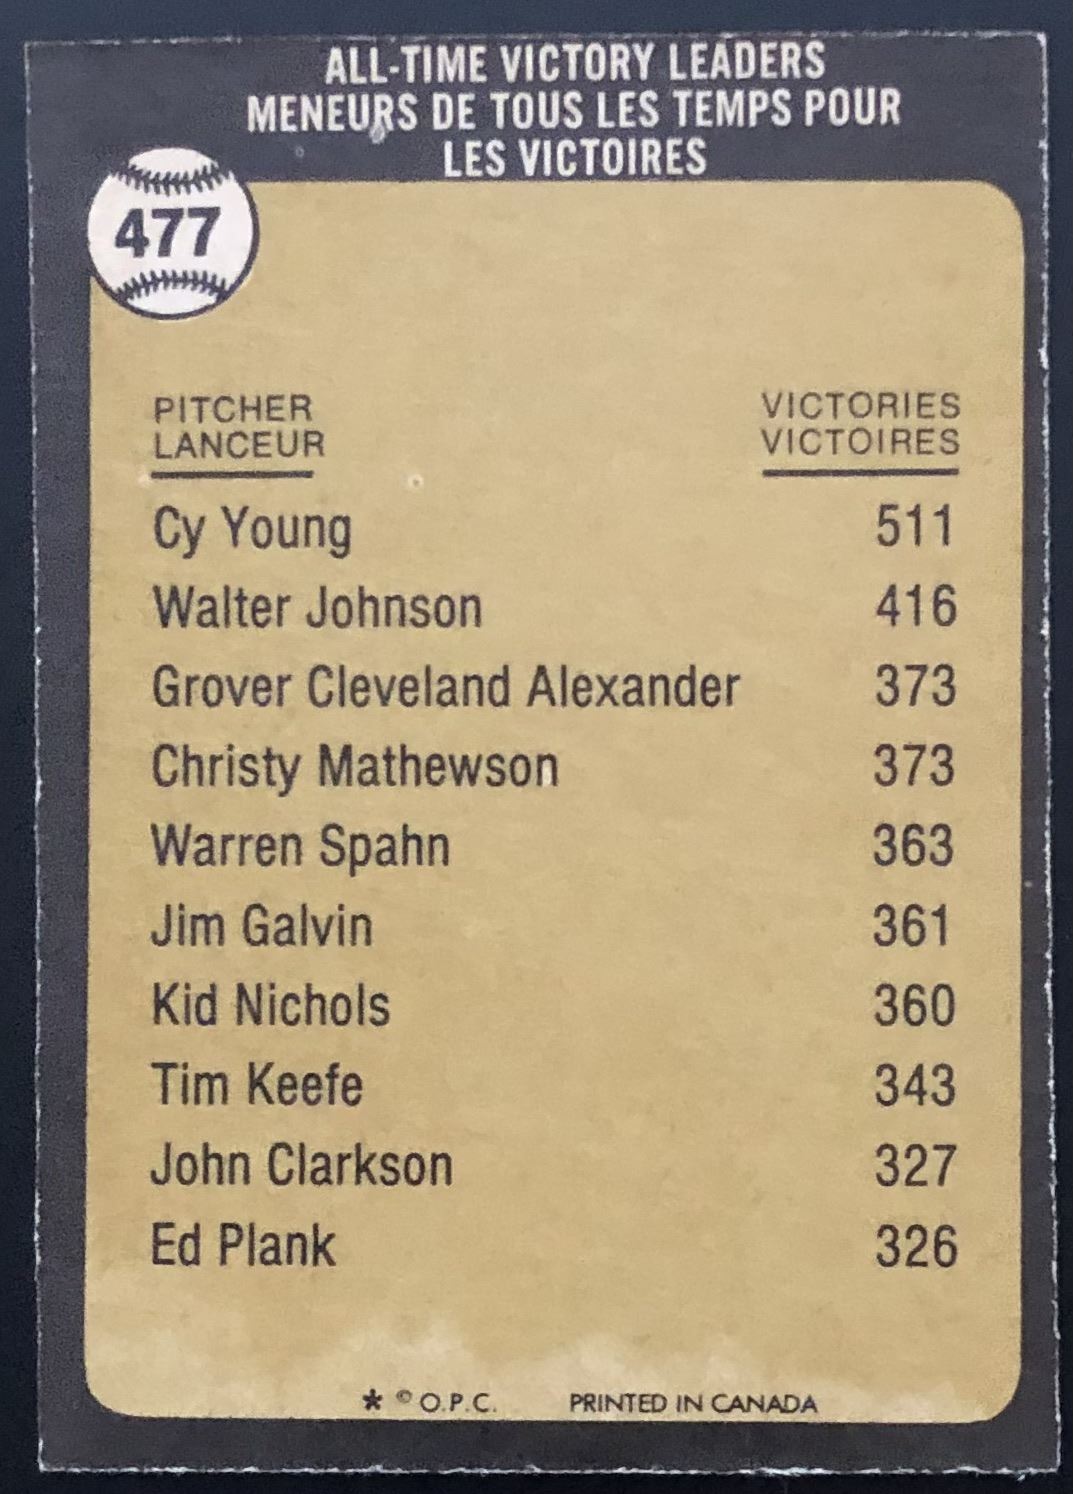 ALL-TIME VICTORY LEADERS
MENEURS DE TOUS LES TEMPS POUR
LES VICTOIRES
477
PITCHER VICTORIES
LANCEUR VICTOIRES
Cy Young 511
Walter Johnson 416
Grover Cleveland Alexander 373
Christy Mathewson 373
Warren Spahn 363
Jim Galvin 361
Kid Nichols 360
Tim Keefe 343
John Clarkson 327
Ed Plank 326
* © O.P.C. PRINTED IN CANADA